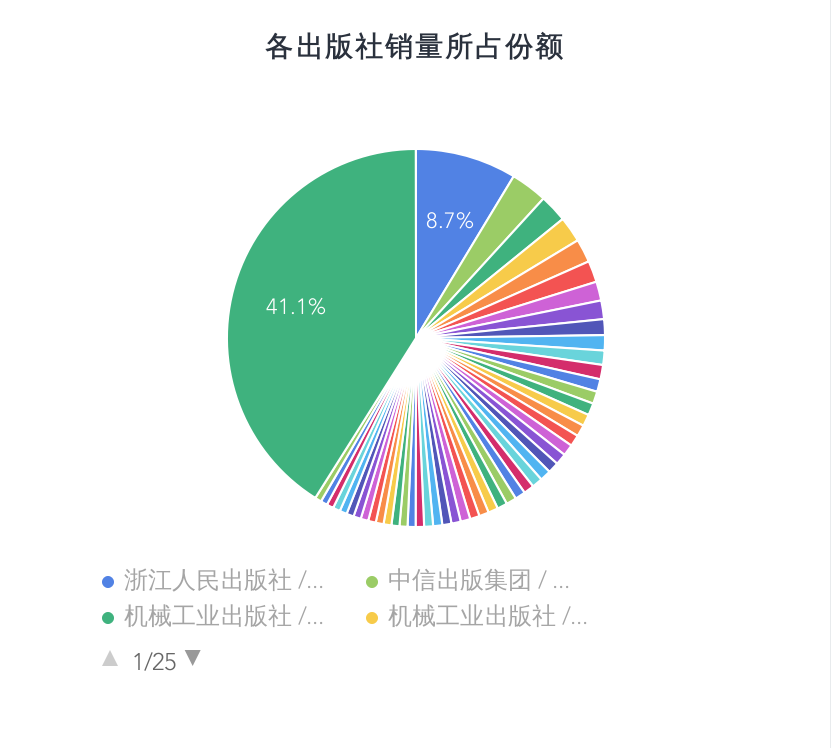 各出版社销量所占份额
8.7%
41.1%
浙江人民出版社 /...
中信出版集团 / ...
机械工业出版社 /...
机械工业出版社 /...
1/25